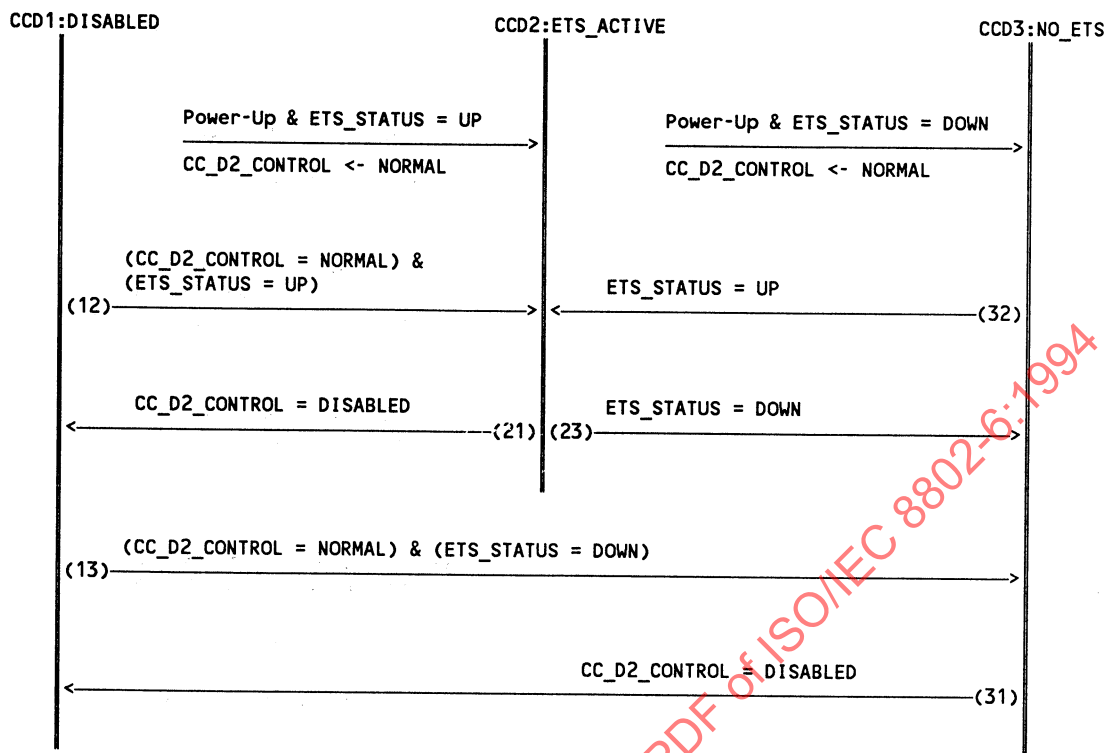 CCD1:DISABLED
CCD2:ETS_ACTIVE
CCD3:NO_ETS
Power-Up & ETS_STATUS = UP
CC_D2_CONTROL <- NORMAL
Power-Up & ETS_STATUS = DOWN
CC_D2_CONTROL <- NORMAL
(CC_D2_CONTROL = NORMAL) &
(ETS_STATUS = UP)
(12)
ETS_STATUS = UP
(32)
CC_D2_CONTROL = DISABLED
(21)
ETS_STATUS = DOWN
(23)
(CC_D2_CONTROL = NORMAL) & (ETS_STATUS = DOWN)
(13)
CC_D2_CONTROL = DISABLED
(31)
PDF of ISO/IEC 8802-6:1994